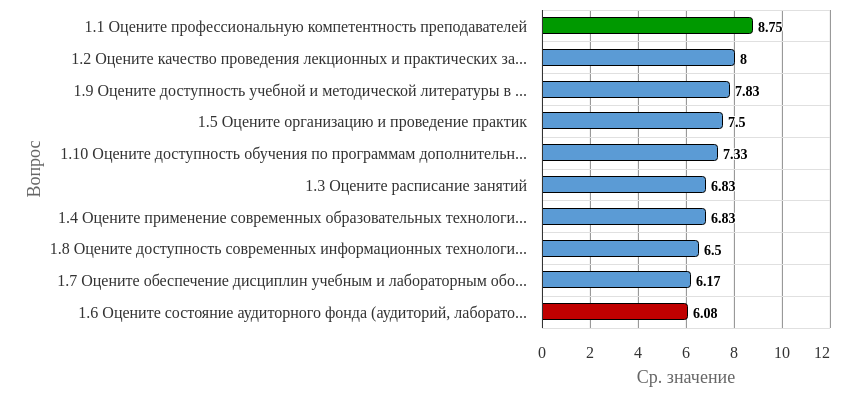 1.1 Оцените профессиональную компетентность преподавателей
8.75
1.2 Оцените качество проведения лекционных и практических за...
8
1.9 Оцените доступность учебной и методической литературы в ...
7.83
1.5 Оцените организацию и проведение практик
7.5
1.10 Оцените доступность обучения по программам дополнительн...
7.33
1.3 Оцените расписание занятий
6.83
1.4 Оцените применение современных образовательных технологи...
6.83
1.8 Оцените доступность современных информационных технологи...
6.5
1.7 Оцените обеспечение дисциплин учебным и лабораторным обо...
6.17
1.6 Оцените состояние аудиторного фонда (аудиторий, лаборато...
6.08
Вопрос
0 2 4 6 8 10 12
Ср. значение